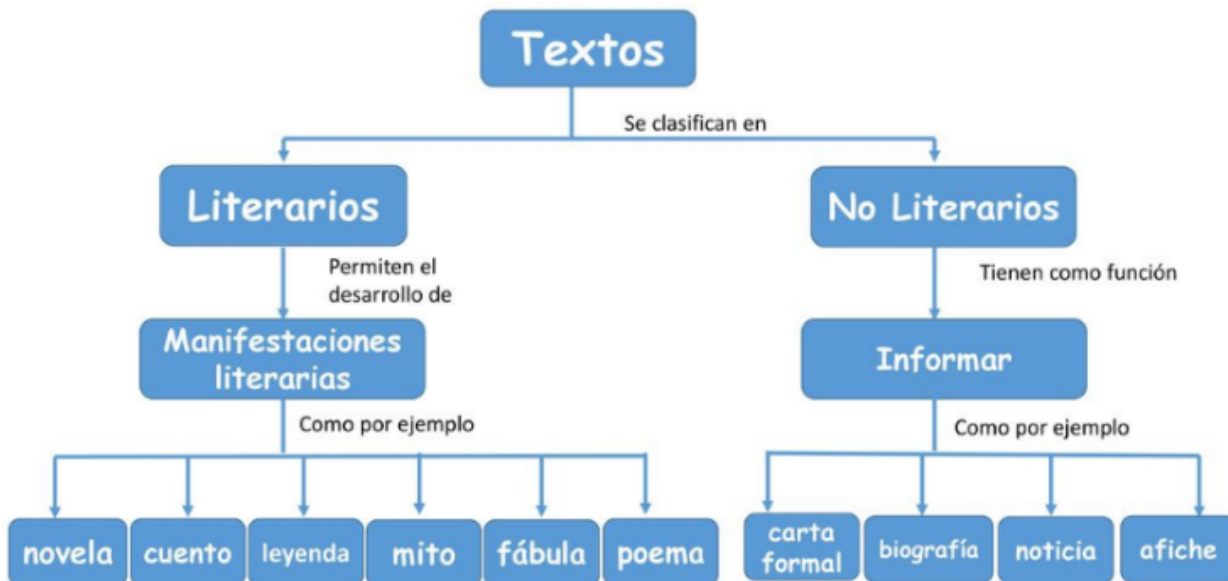 Textos
Se clasifican en
Literarios
No Literarios
Permiten el
desarrollo de
Tienen como función
Manifestaciones
literarias
Informar
Como por ejemplo
Como por ejemplo
novela
cuento
leyenda
mito
fábula
poema
carta
formal
biografía
noticia
afiche